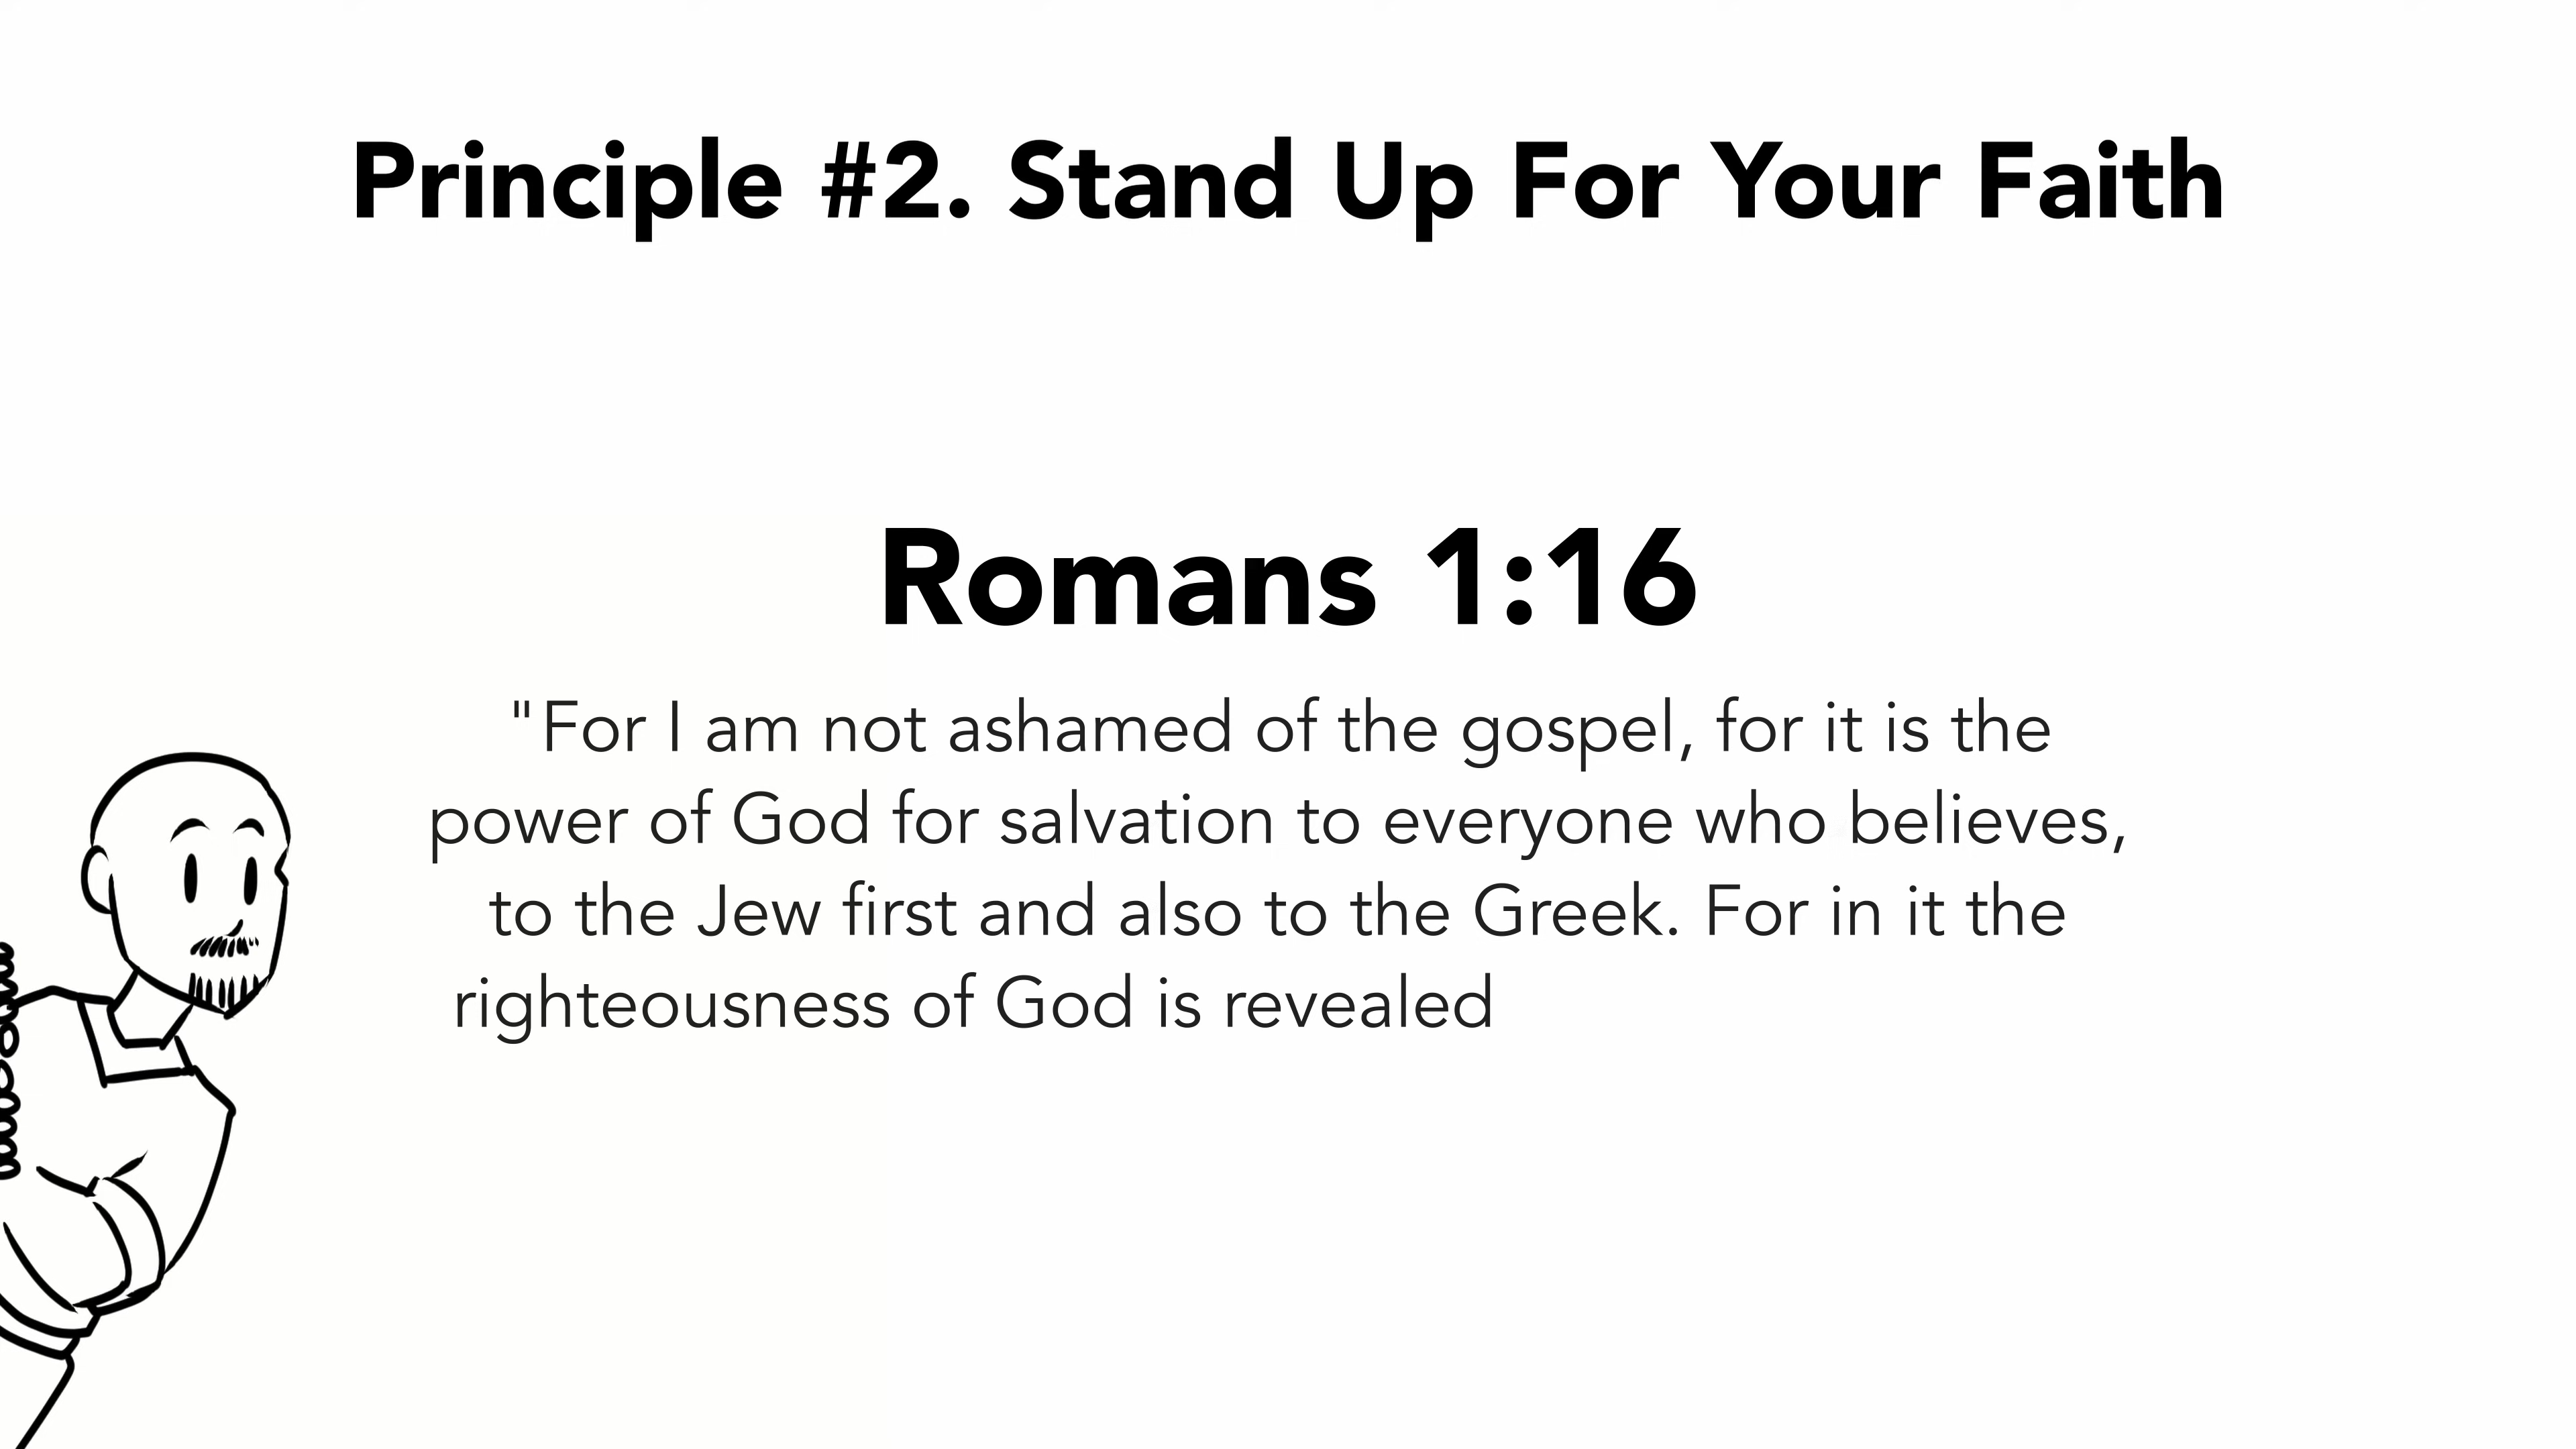 Principle #2. Stand Up For Your Faith
Romans 1:16
"For I am not ashamed of the gospel, for it is the
power of God for salvation to everyone who believes,
to the Jew first and also to the Greek. For in it the
righteousness of God is revealed